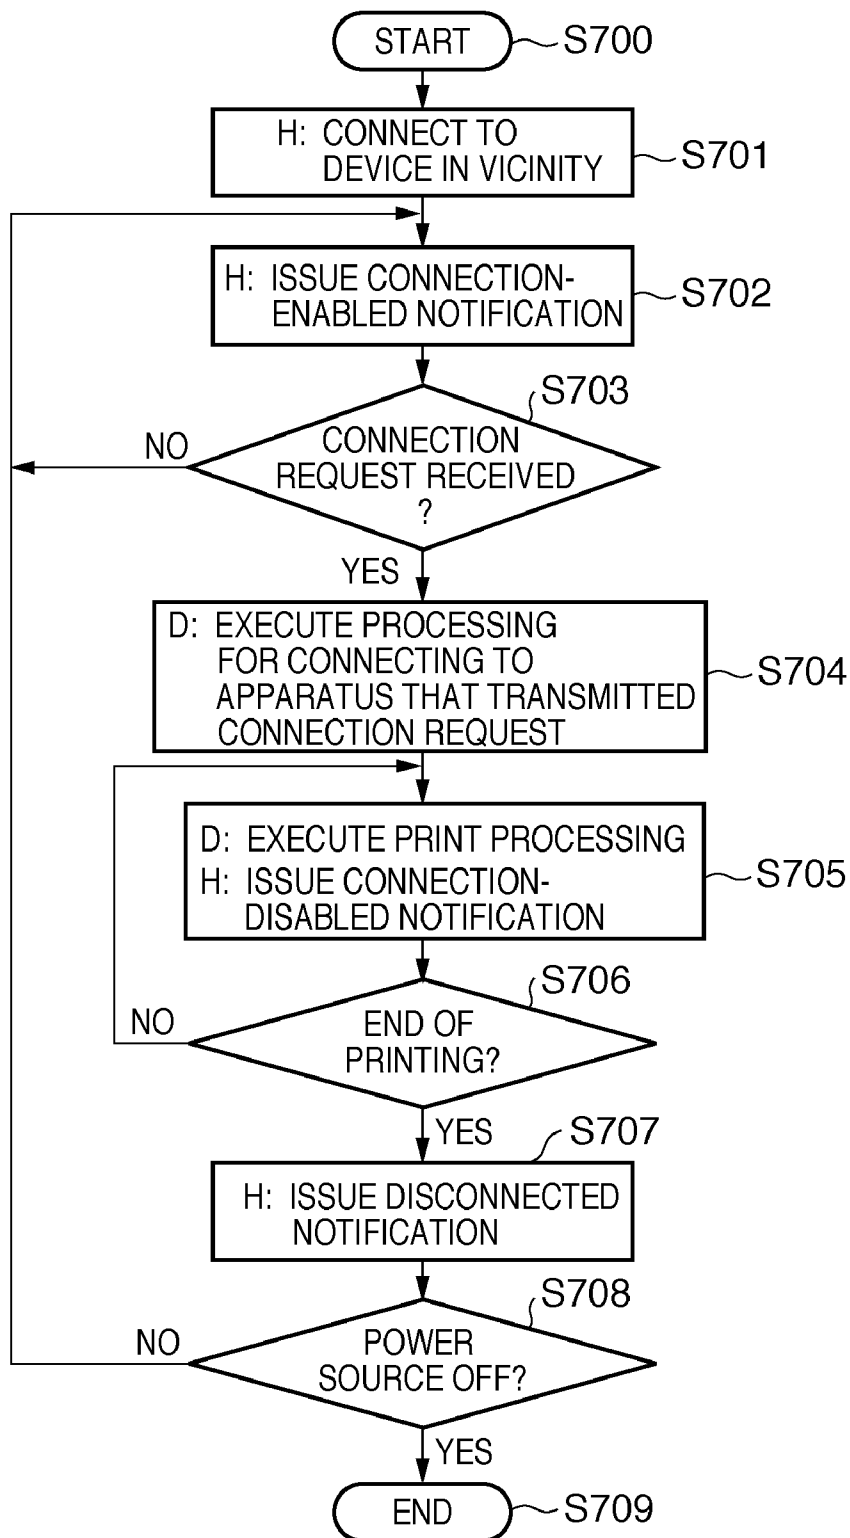 START
S700
H: CONNECT TO
DEVICE IN VICINITY
S701
H: ISSUE CONNECTION-
ENABLED NOTIFICATION
S702
S703
CONNECTION
REQUEST RECEIVED
?
NO
YES
D: EXECUTE PROCESSING
FOR CONNECTING TO
APPARATUS THAT TRANSMITTED
CONNECTION REQUEST
S704
D: EXECUTE PRINT PROCESSING
H: ISSUE CONNECTION-
DISABLED NOTIFICATION
S705
S706
END OF
PRINTING?
NO
YES
S707
H: ISSUE DISCONNECTED
NOTIFICATION
S708
POWER
SOURCE OFF?
NO
YES
END
S709